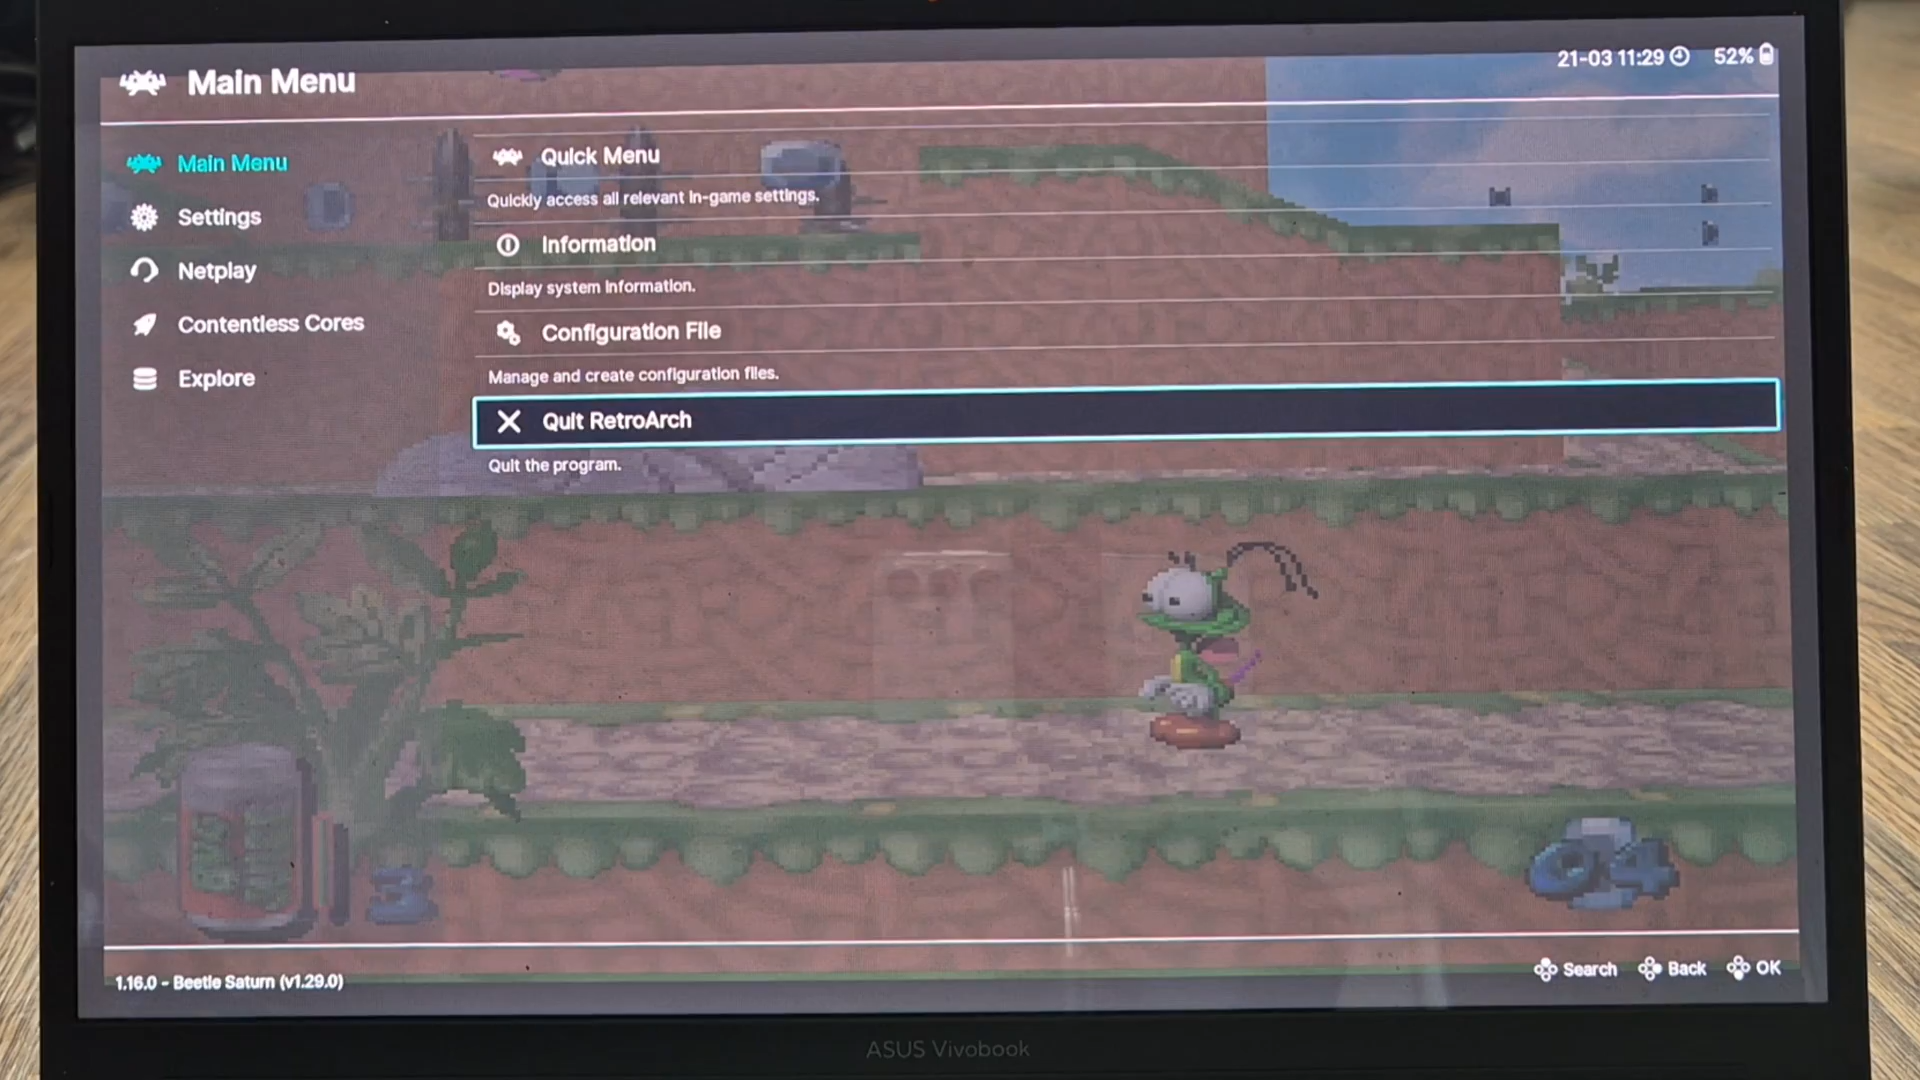 Main Menu
21-03 11:29 52%
Main Menu
Settings
Netplay
Contentless Cores
Explore
Quick Menu
Quickly access all relevant in-game settings.
Information
Display system information.
Configuration File
Manage and create configuration files.
Quit RetroArch
Quit the program.
3
04
1.16.0 - Beetle Saturn (v1.29.0)
Search Back OK
ASUS Vivobook